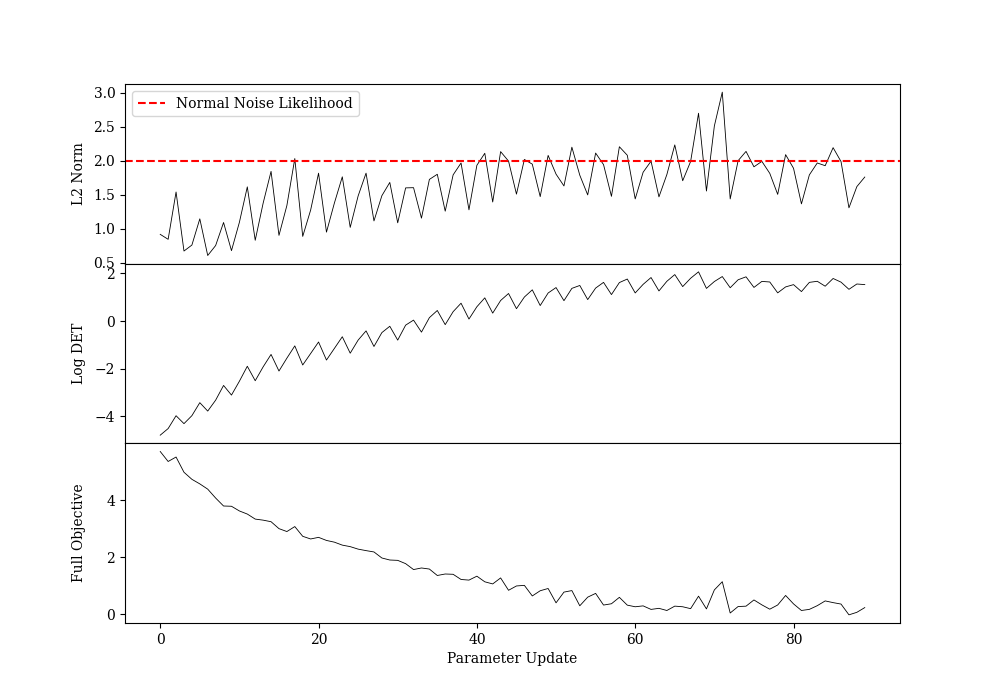 3.0
2.5
2.0
1.5
1.0
0.5
L2 Norm
Normal Noise Likelihood
2
0
−2
−4
Log DET
4
2
0
Full Objective
0 20 40 60 80
Parameter Update